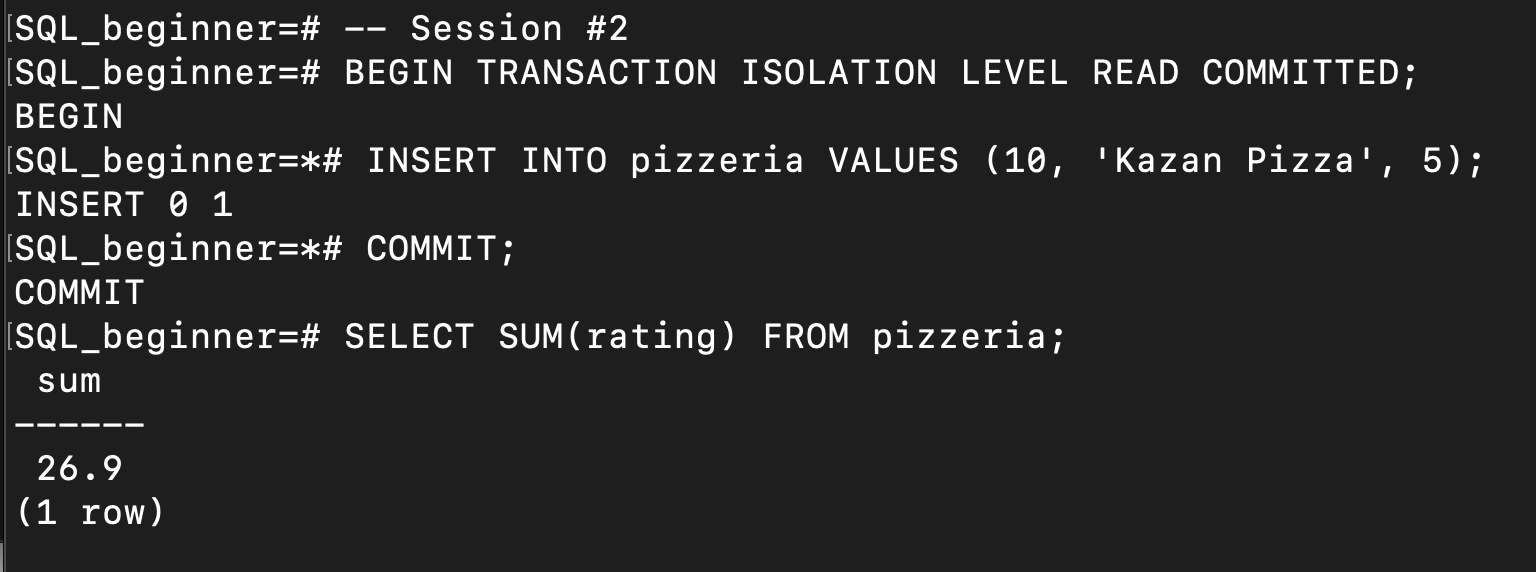 SQL_beginner=# -- Session #2
SQL_beginner=# BEGIN TRANSACTION ISOLATION LEVEL READ COMMITTED;
BEGIN
SQL_beginner=*# INSERT INTO pizzeria VALUES (10, 'Kazan Pizza', 5);
INSERT 0 1
SQL_beginner=*# COMMIT;
COMMIT
SQL_beginner=# SELECT SUM(rating) FROM pizzeria;
 sum
------
 26.9
(1 row)